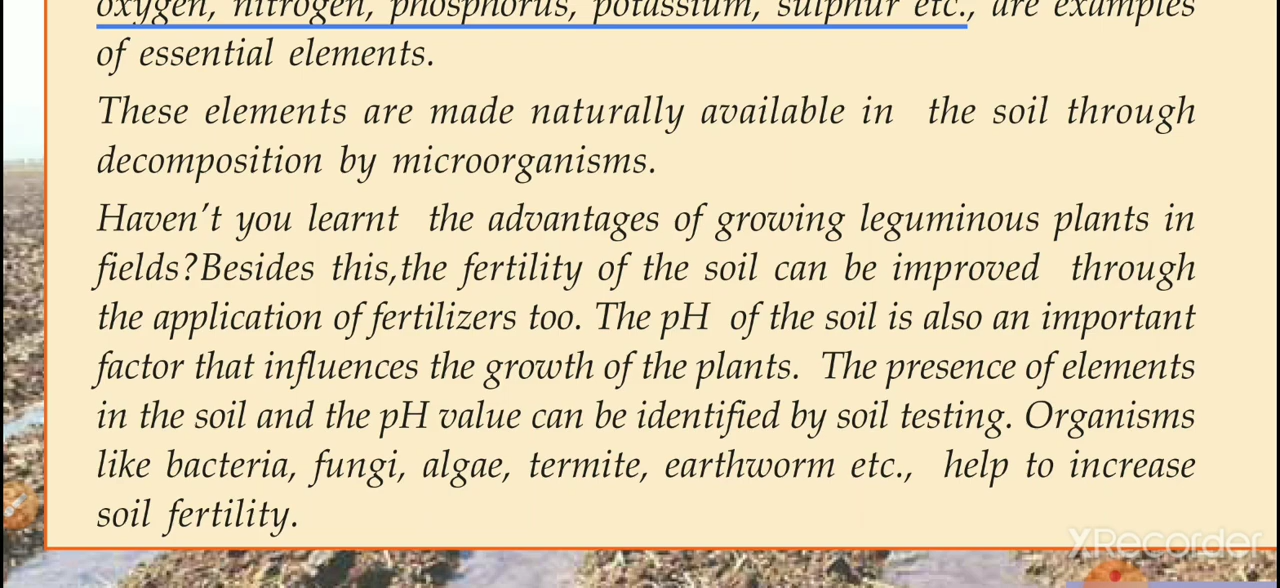 oxygen, nitrogen, phosphorus, potassium, sulphur etc., are examples
of essential elements.
These elements are made naturally available in the soil through
decomposition by microorganisms.
Haven't you learnt the advantages of growing leguminous plants in
fields?Besides this,the fertility of the soil can be improved through
the application of fertilizers too. The pH of the soil is also an important
factor that influences the growth of the plants. The presence of elements
in the soil and the pH value can be identified by soil testing. Organisms
like bacteria, fungi, algae, termite, earthworm etc., help to increase
soil fertility.
XRecorder